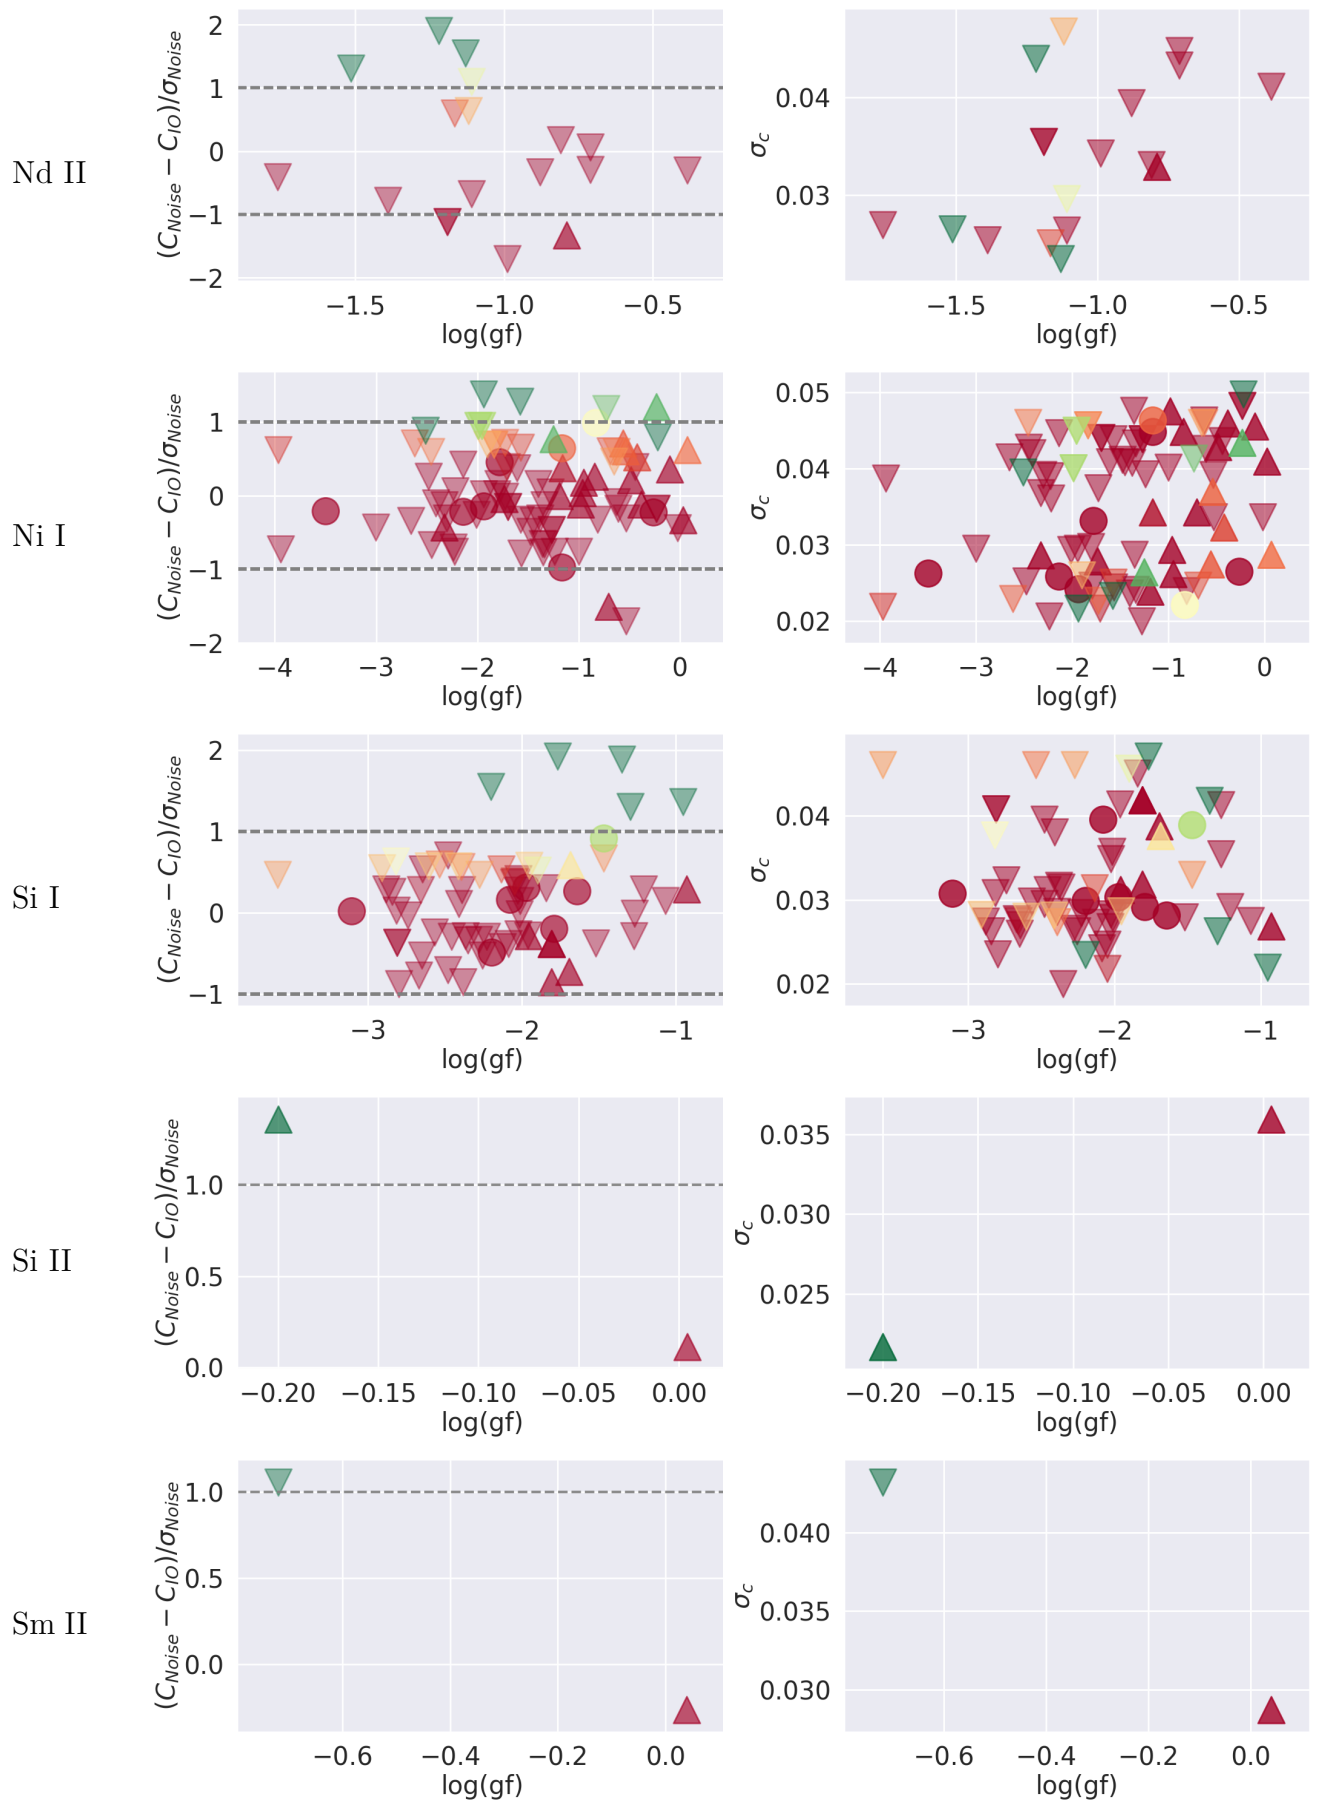 Nd II
(C_Noise − C_IO)/σ_Noise
2
1
0
−1
−2
−1.5 −1.0 −0.5
log(gf)
σ_c
0.04
0.03
−1.5 −1.0 −0.5
log(gf)
Ni I
(C_Noise − C_IO)/σ_Noise
1
0
−1
−2
−4 −3 −2 −1 0
log(gf)
σ_c
0.05
0.04
0.03
0.02
−4 −3 −2 −1 0
log(gf)
Si I
(C_Noise − C_IO)/σ_Noise
2
1
0
−1
−3 −2 −1
log(gf)
σ_c
0.04
0.03
0.02
−3 −2 −1
log(gf)
Si II
(C_Noise − C_IO)/σ_Noise
1.0
0.5
0.0
−0.20 −0.15 −0.10 −0.05 0.00
log(gf)
σ_c
0.035
0.030
0.025
−0.20 −0.15 −0.10 −0.05 0.00
log(gf)
Sm II
(C_Noise − C_IO)/σ_Noise
1.0
0.5
0.0
−0.6 −0.4 −0.2 0.0
log(gf)
σ_c
0.040
0.035
0.030
−0.6 −0.4 −0.2 0.0
log(gf)